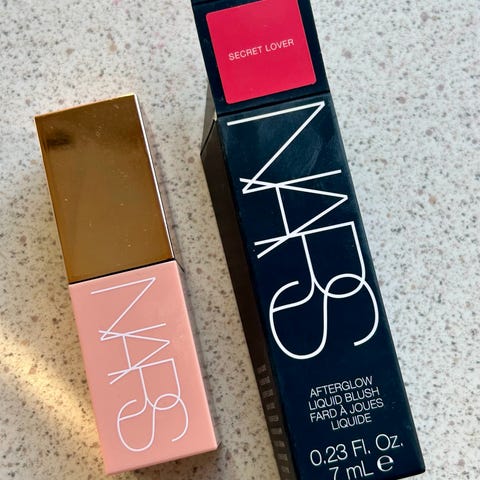 SECRET LOVER
NARS
AFTERGLOW
LIQUID BLUSH
FARD À JOUES
LIQUIDE
0.23 Fl. Oz.
7 mL ℮
NARS